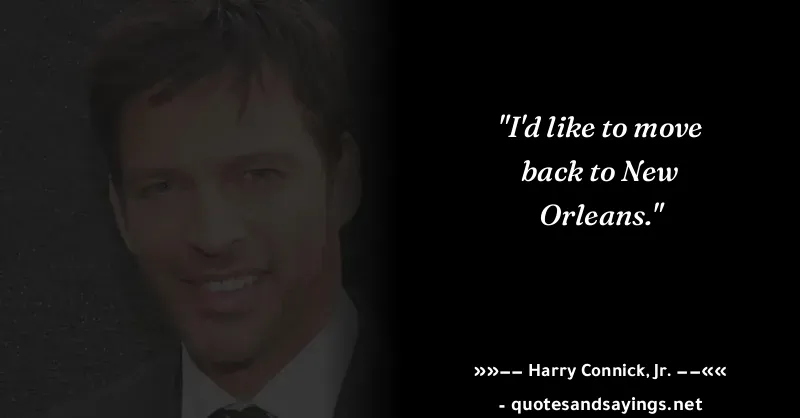 "I'd like to move
back to New
Orleans."
»»–– Harry Connick, Jr. ––««
- quotesandsayings.net